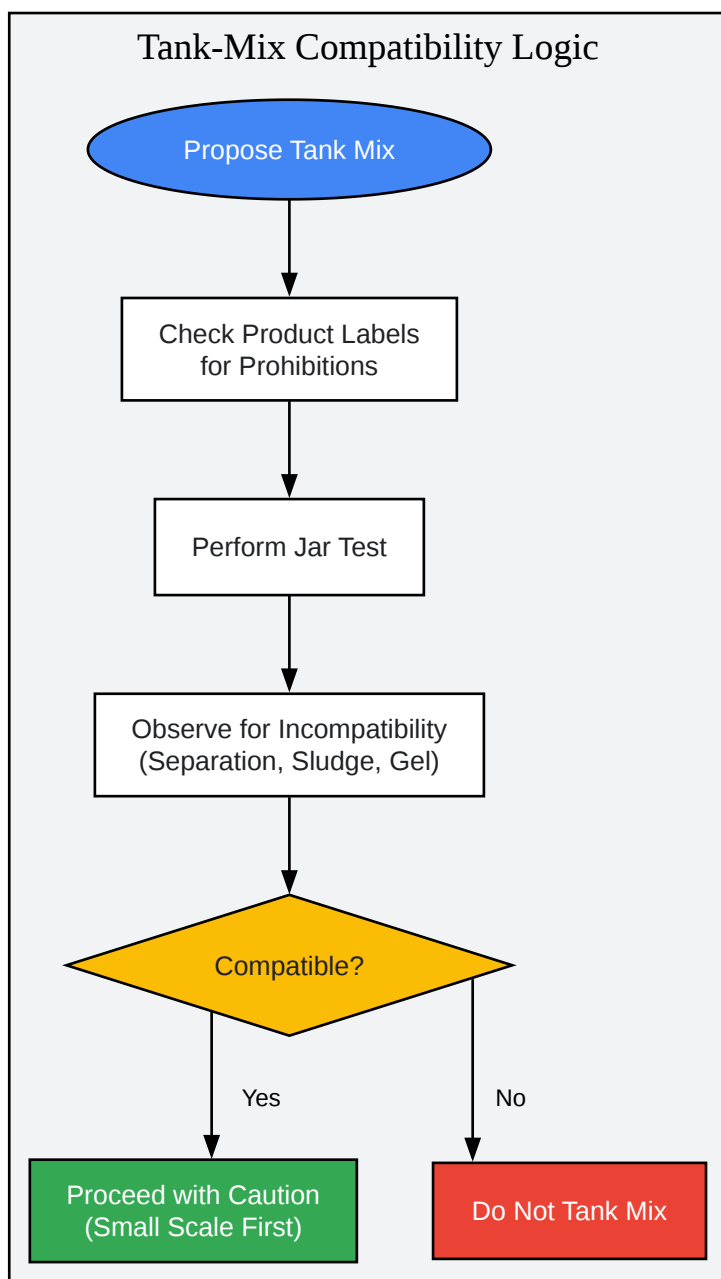 Tank-Mix Compatibility Logic
Propose Tank Mix
Check Product Labels
for Prohibitions
Perform Jar Test
Observe for Incompatibility
(Separation, Sludge, Gel)
Compatible?
Yes
No
Proceed with Caution
(Small Scale First)
Do Not Tank Mix